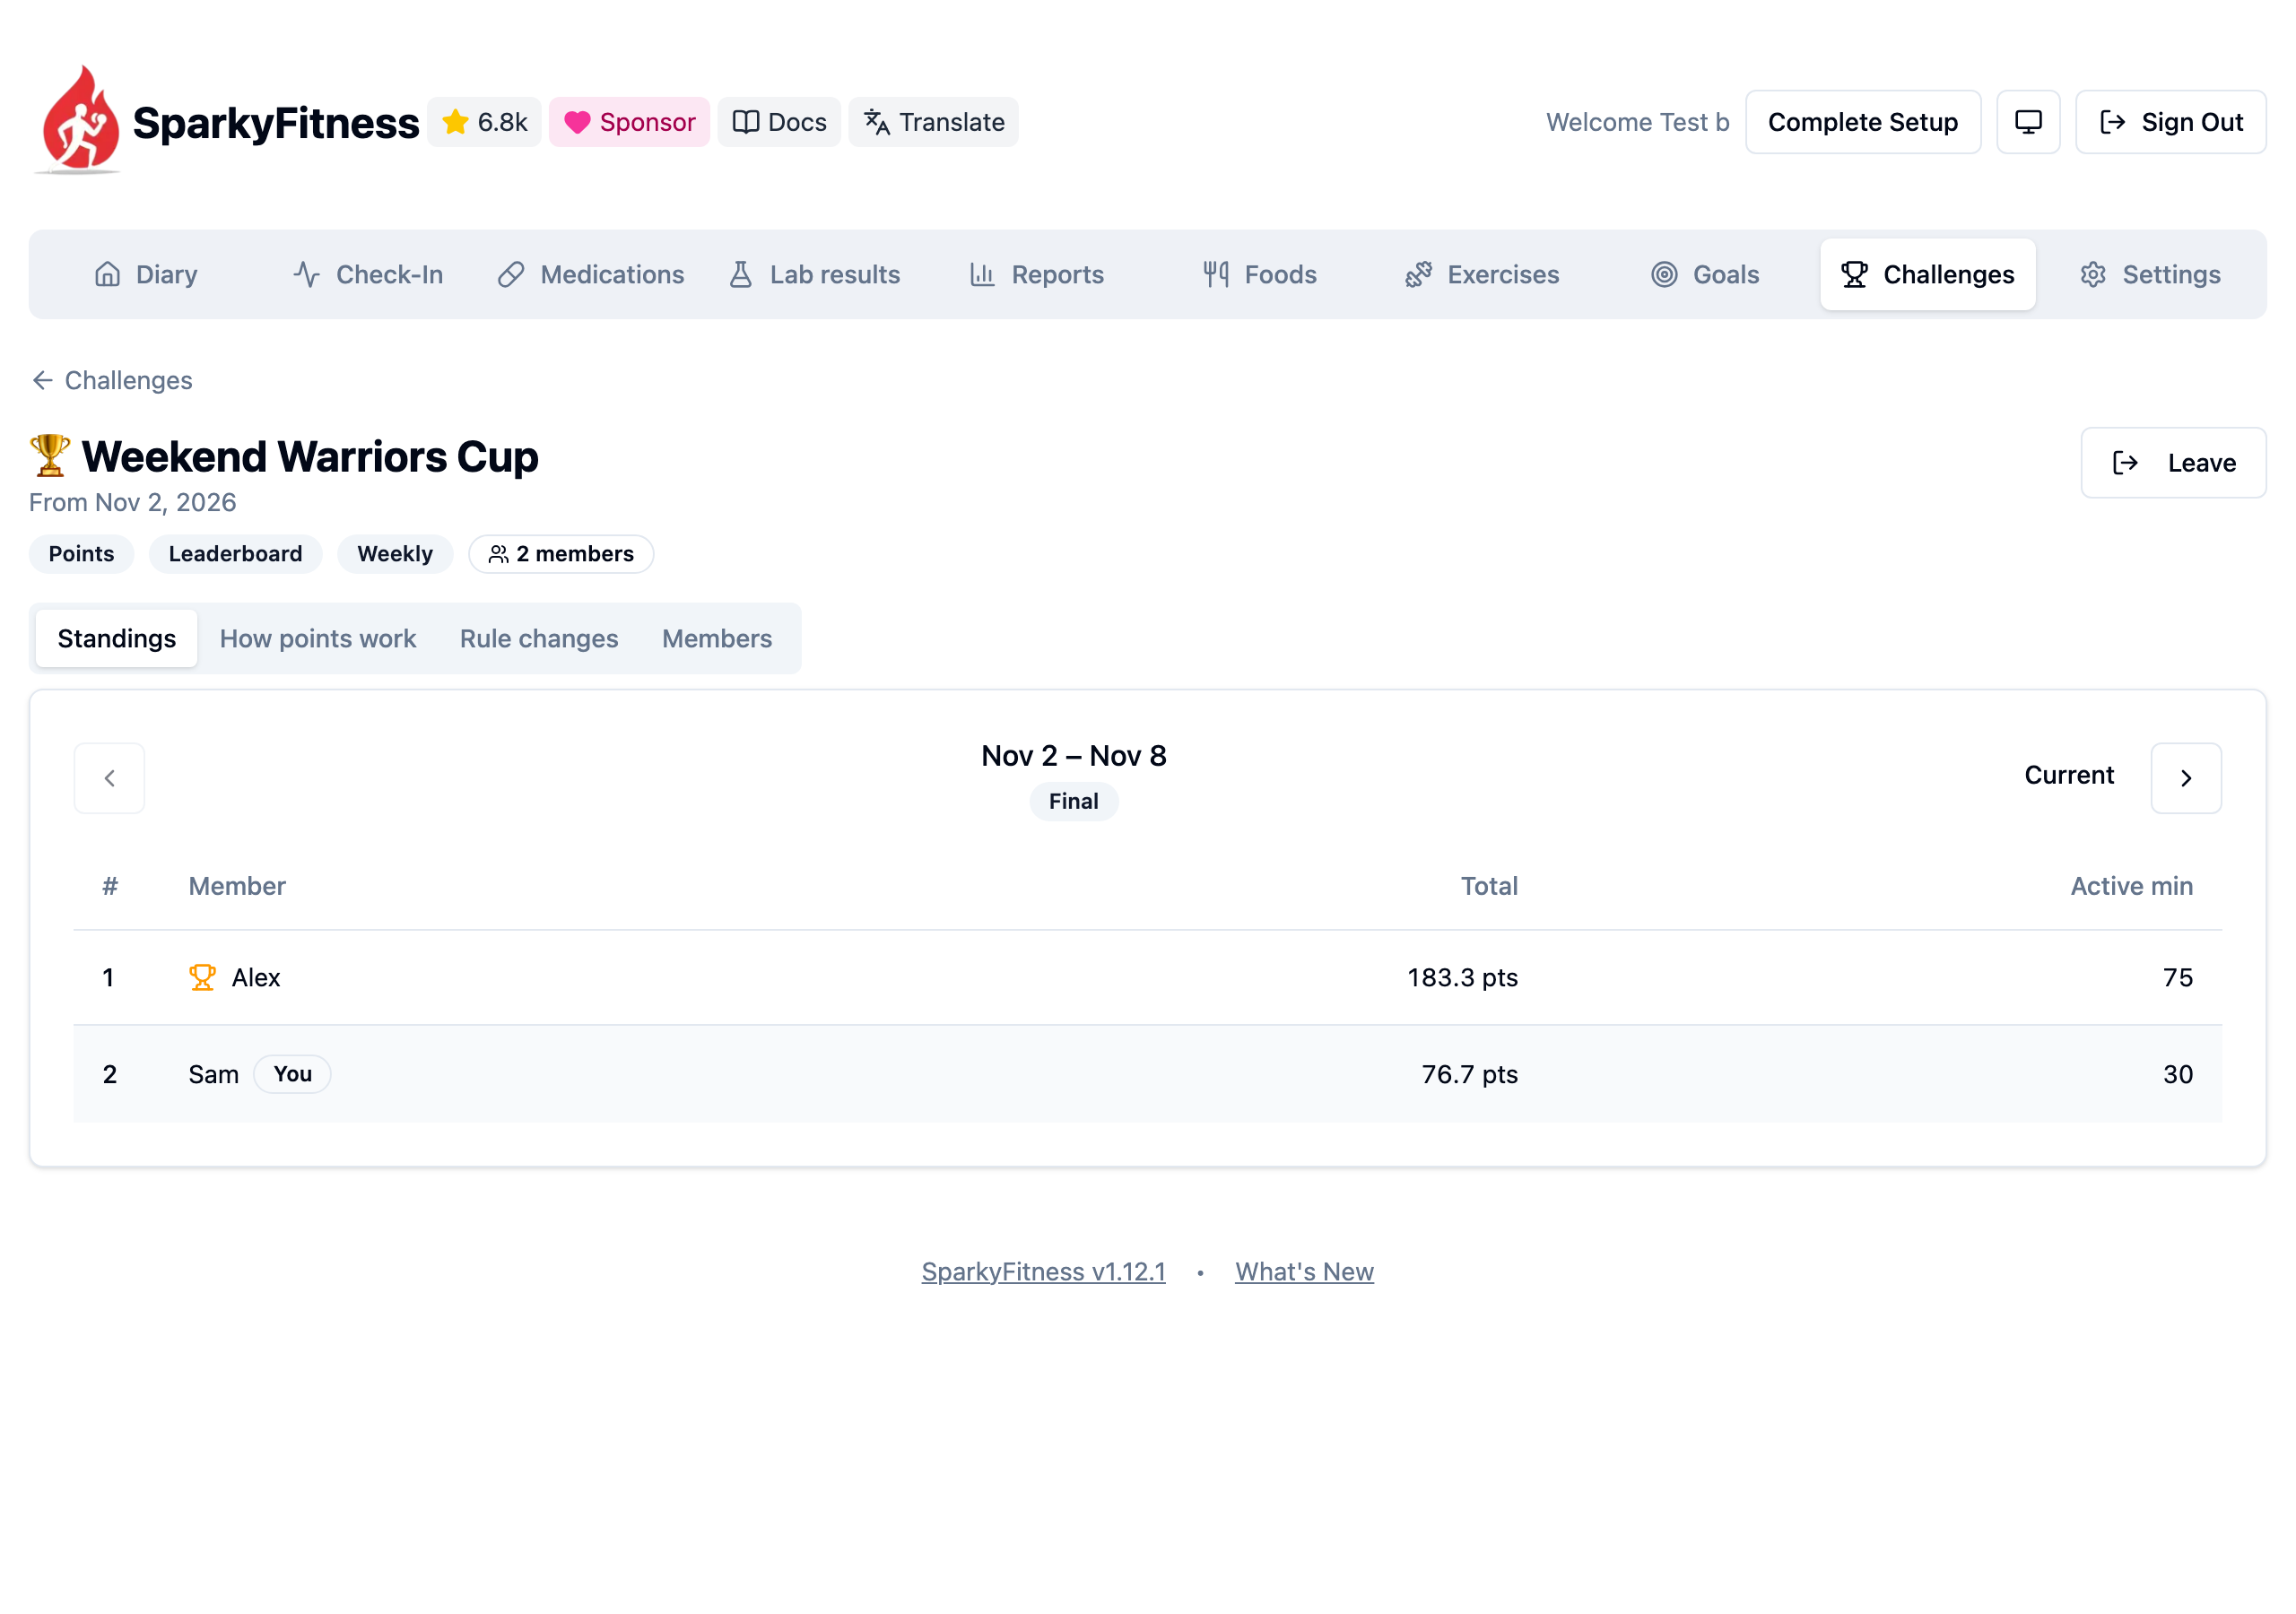 SparkyFitness 6.8k Sponsor Docs Translate Welcome Test b Complete Setup Sign Out
Diary Check-In Medications Lab results Reports Foods Exercises Goals Challenges Settings
Challenges
Weekend Warriors Cup
Leave
From Nov 2, 2026
Points Leaderboard Weekly 2 members
Standings How points work Rule changes Members
Nov 2 – Nov 8
Current
Final
# Member Total Active min
1 Alex 183.3 pts 75
2 Sam You 76.7 pts 30
SparkyFitness v1.12.1 • What's New